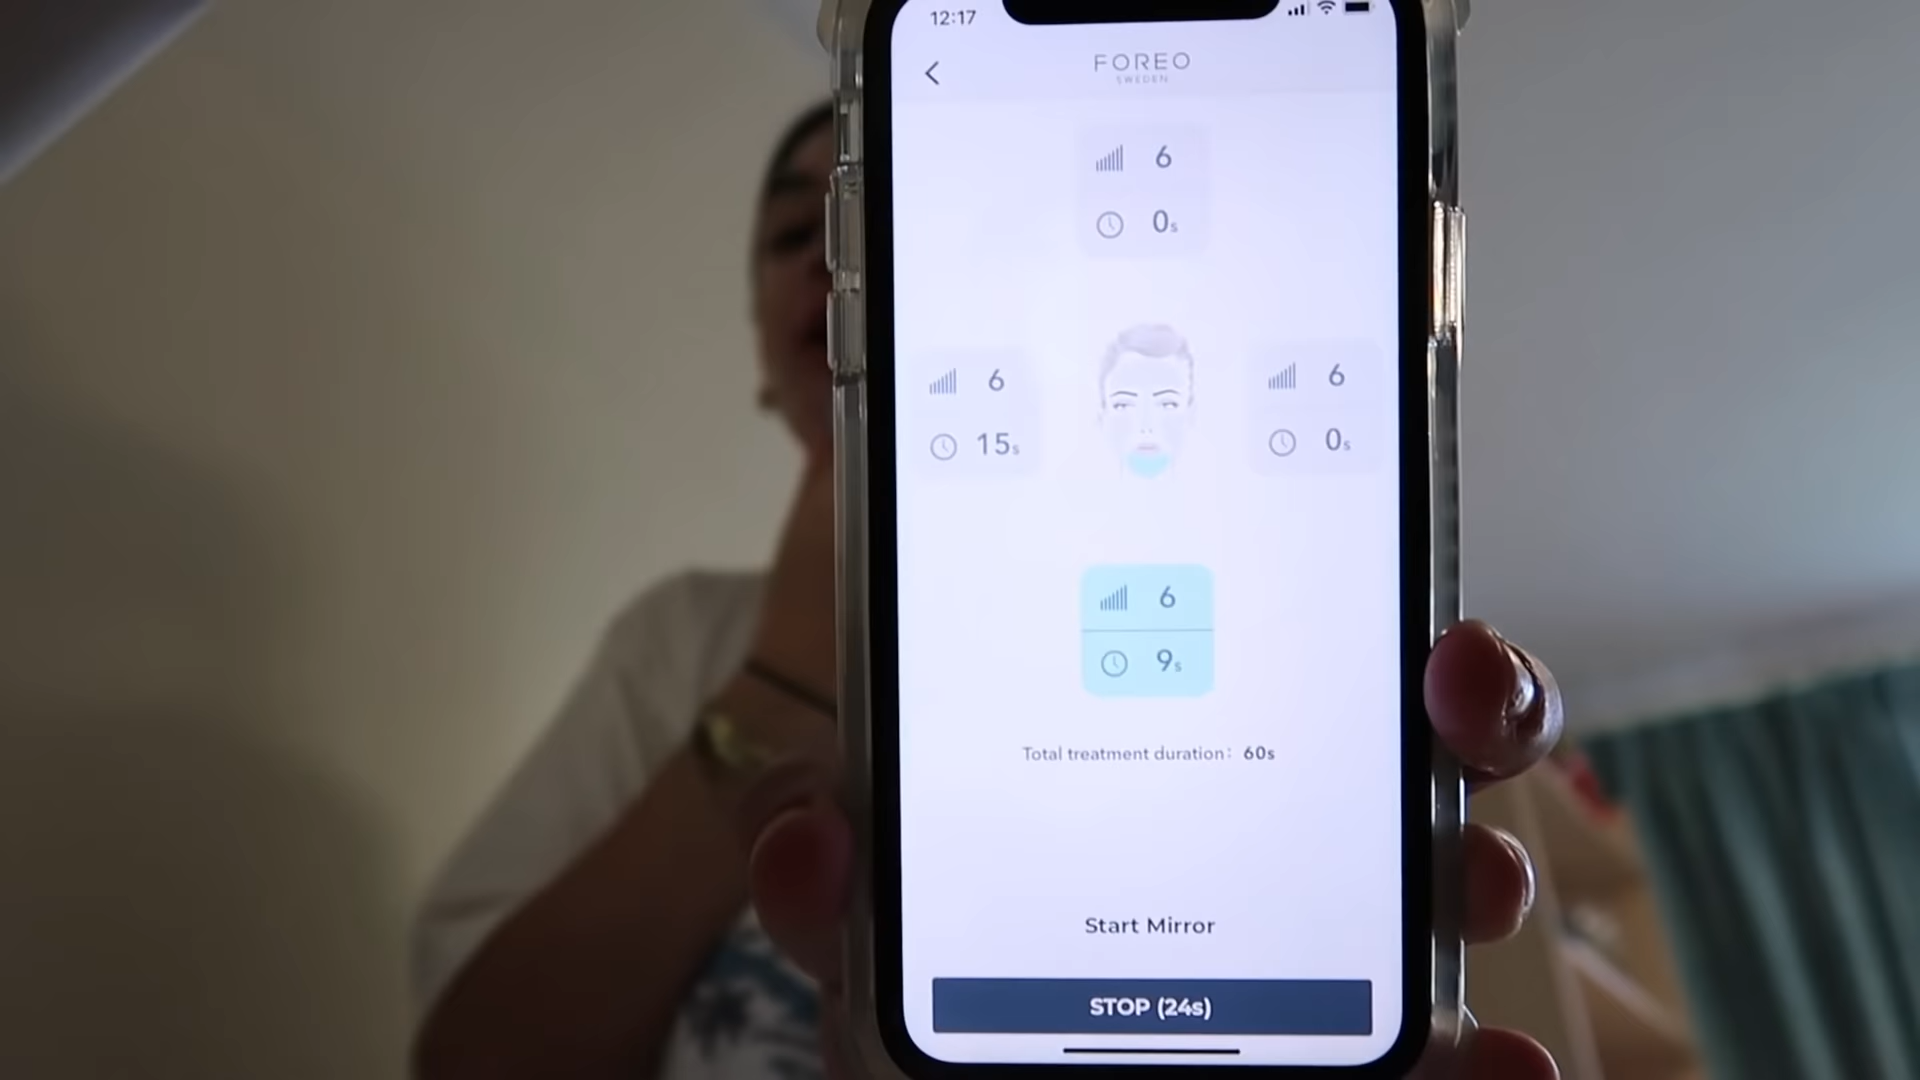 12:17
FOREO
SWEDEN
6
0s
6
15s
6
0s
6
9s
Total treatment duration: 60s
Start Mirror
STOP (24s)